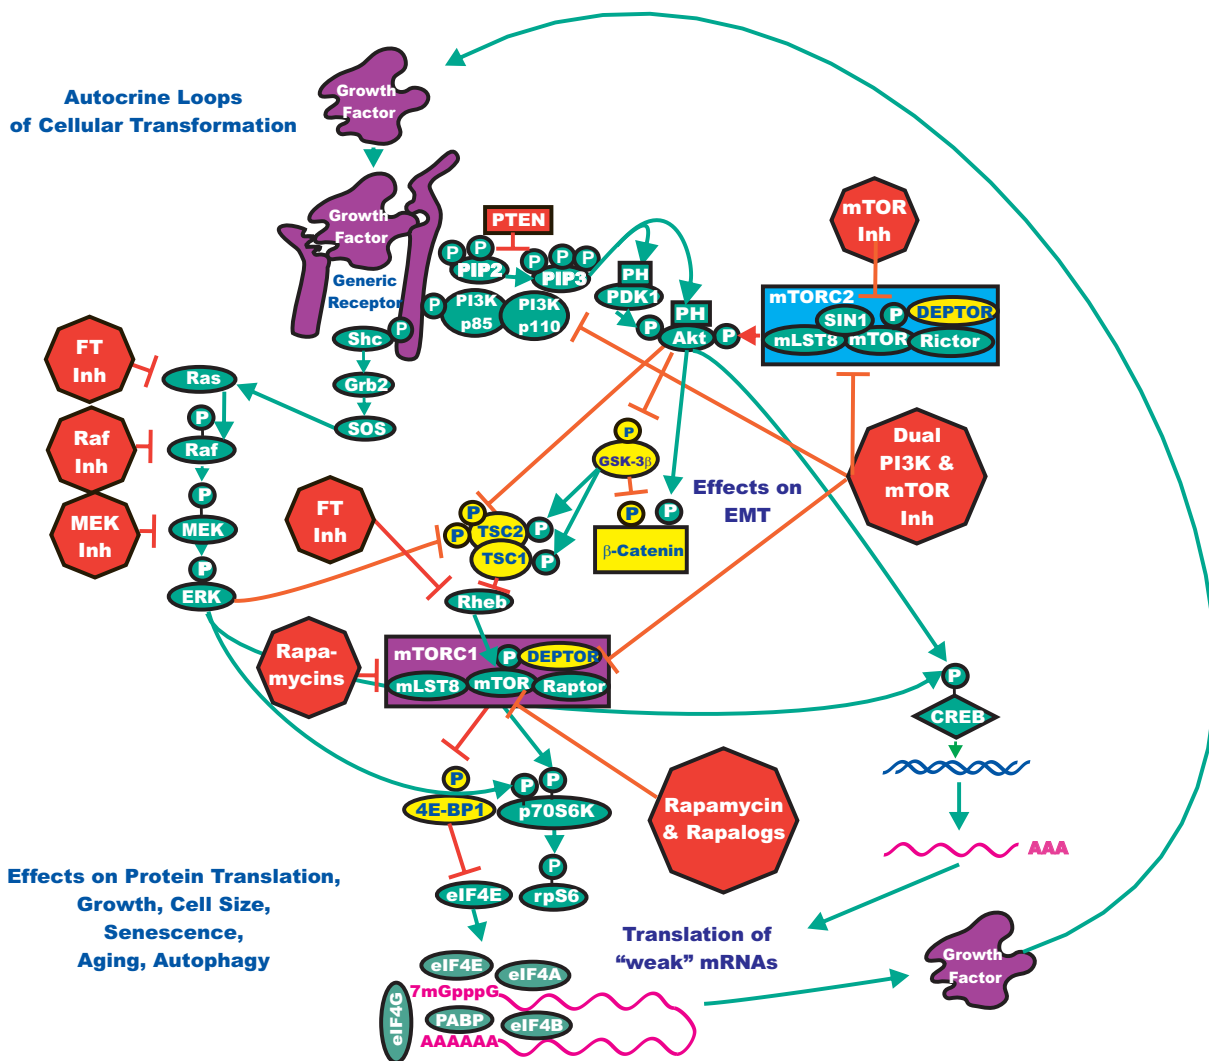 Autocrine Loops
of Cellular Transformation
Growth
Factor
Growth
Factor
Generic
Receptor
PTEN
P
P
PIP2
P
P
P
PIP3
P
PI3K
p85
PI3K
p110
PH
PDK1
P
PH
Akt
P
mTOR
Inh
mTORC2
SIN1
P
DEPTOR
mLST8
mTOR
Rictor
Shc
P
Grb2
SOS
FT
Inh
Ras
Raf
Inh
P
Raf
MEK
Inh
P
MEK
P
ERK
FT
Inh
P
GSK-3β
P
P
β-Catenin
Effects on
EMT
Dual
PI3K &
mTOR
Inh
P
P
TSC2
P
TSC1
P
Rheb
Rapa-
mycins
mTORC1
P
DEPTOR
mLST8
mTOR
Raptor
P
CREB
P
4E-BP1
P
P
p70S6K
Rapamycin
& Rapalogs
P
rpS6
eIF4E
AAA
Effects on Protein Translation,
Growth, Cell Size,
Senescence,
Aging, Autophagy
Translation of
“weak” mRNAs
Growth
Factor
eIF4E
eIF4A
7mGpppG
eIF4G
PABP
eIF4B
AAAAAA